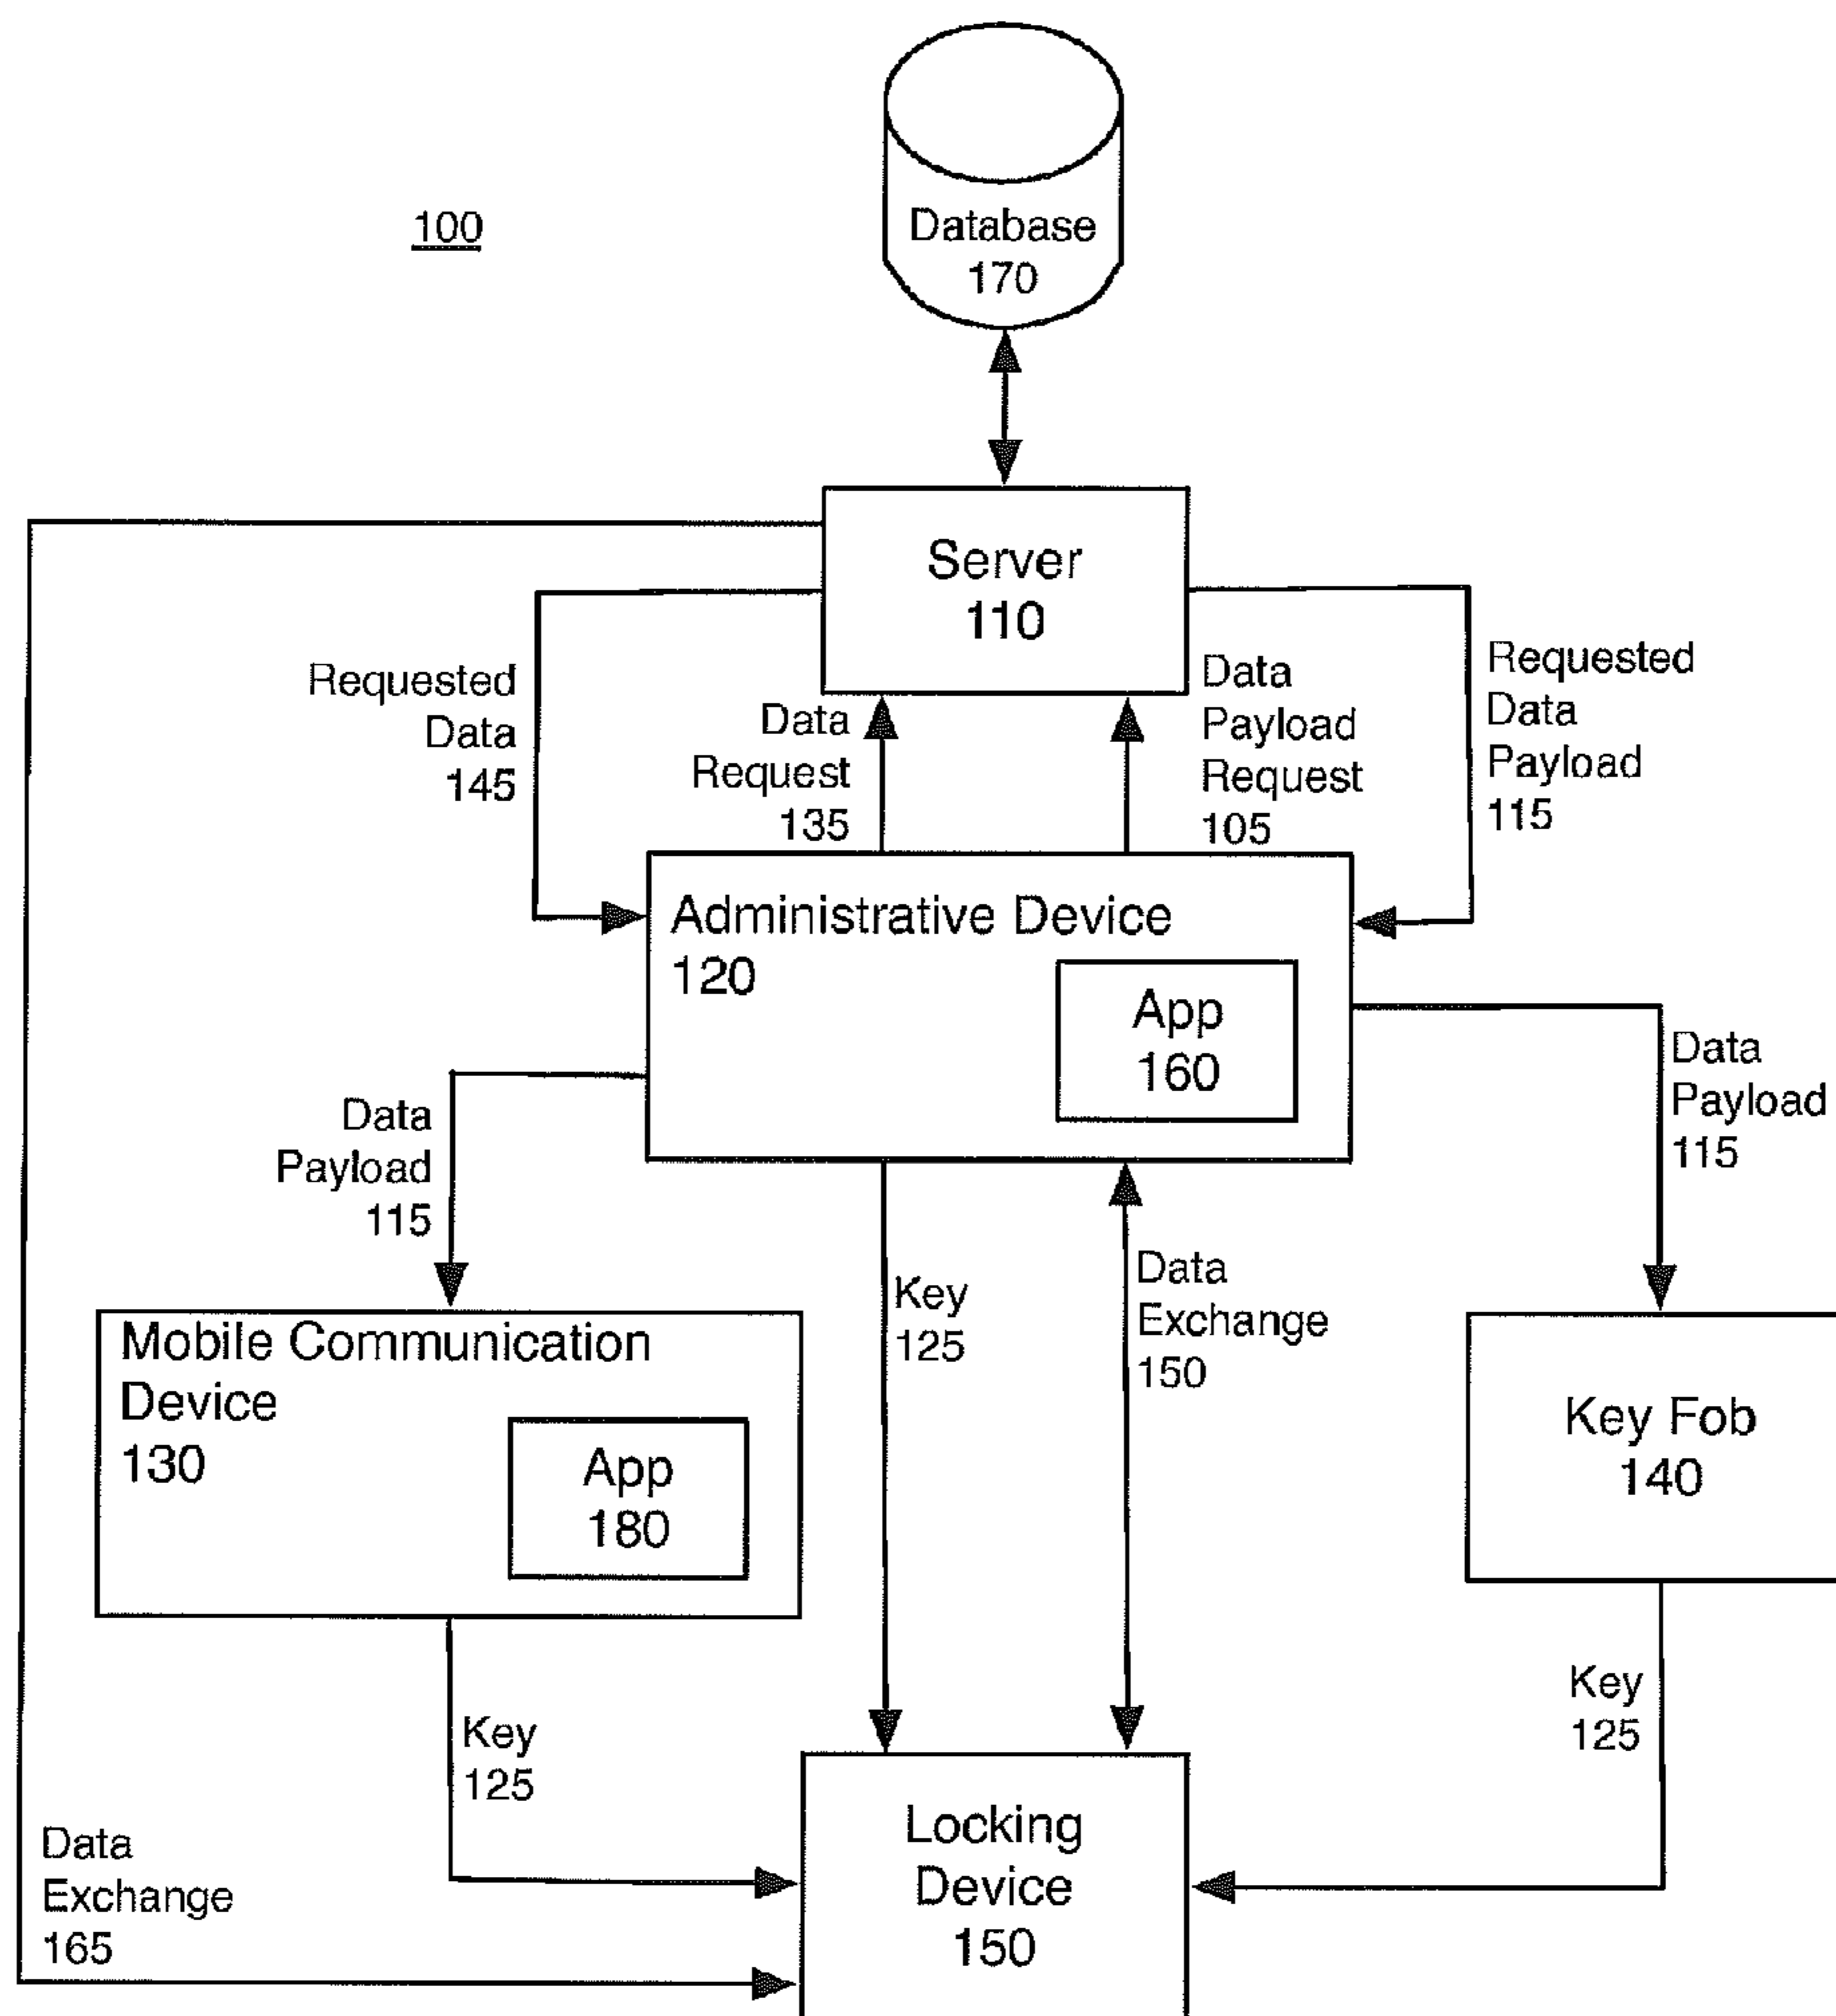 100
Database
170
Server
110
Requested
Data
145
Data
Request
135
Data
Payload
Request
105
Requested
Data
Payload
115
Administrative Device
120
App
160
Data
Payload
115
Data
Payload
115
Key
125
Data
Exchange
150
Mobile Communication
Device
130
App
180
Key Fob
140
Key
125
Key
125
Locking
Device
150
Data
Exchange
165